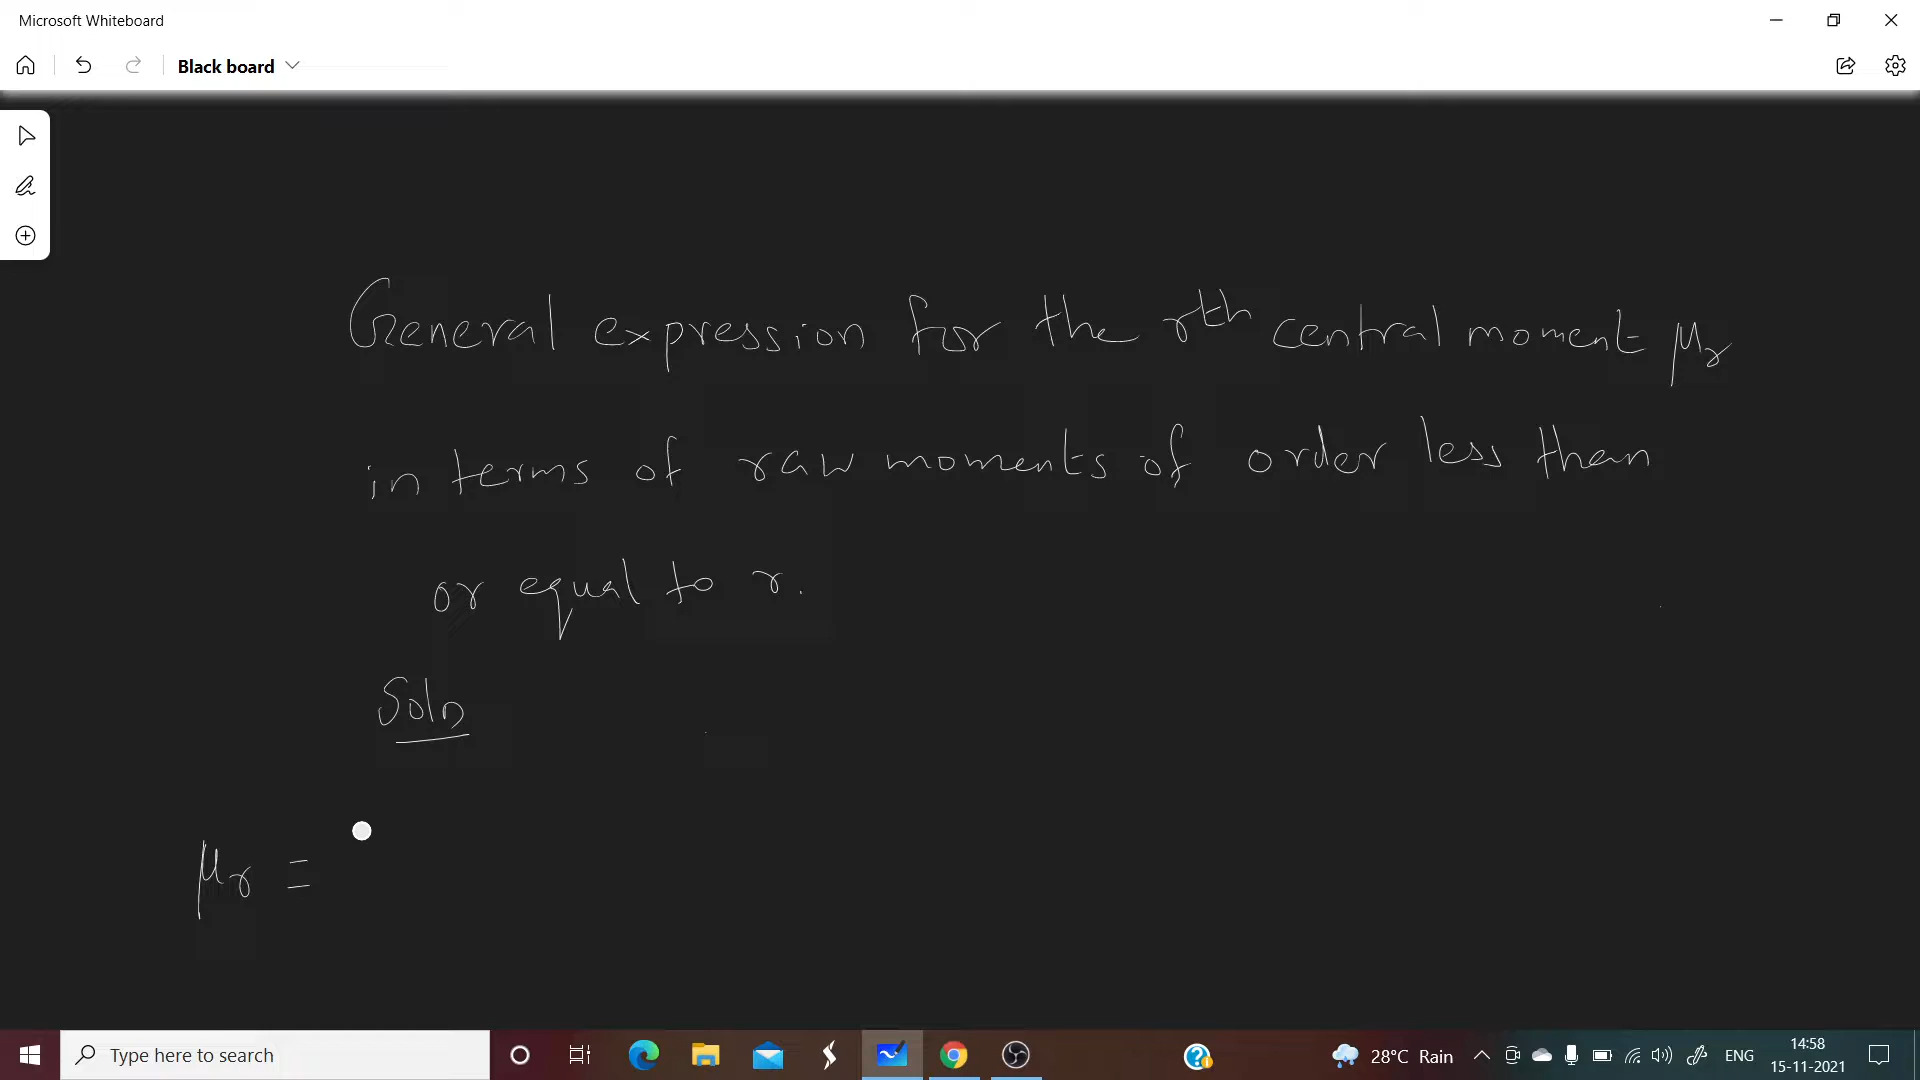 Microsoft Whiteboard
Black board
General expression for the rth central moment μr
in terms of raw moments of order less than
or equal to r.
Soln
μr =
Type here to search
28°C Rain
ENG
14:58
15-11-2021